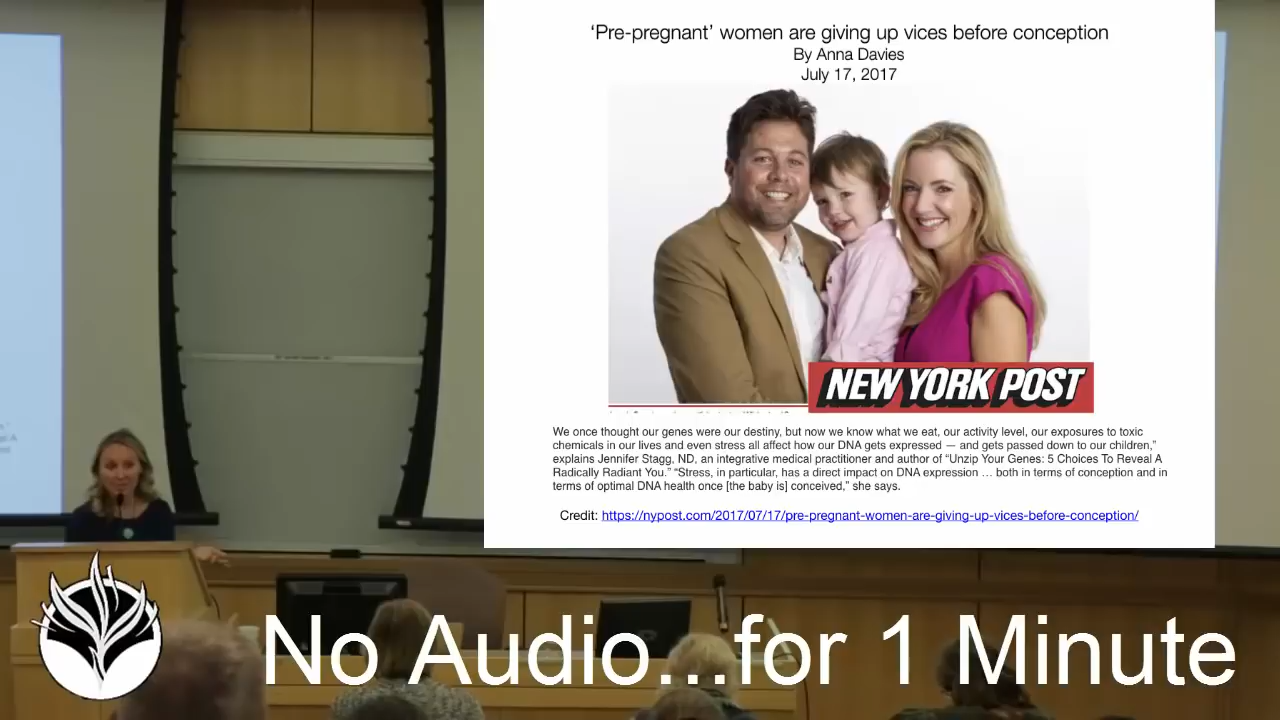 'Pre-pregnant' women are giving up vices before conception
By Anna Davies
July 17, 2017
NEW YORK POST
We once thought our genes were our destiny, but now we know what we eat, our activity level, our exposures to toxic
chemicals in our lives and even stress all affect how our DNA gets expressed — and gets passed down to our children,"
explains Jennifer Stagg, ND, an integrative medical practitioner and author of "Unzip Your Genes: 5 Choices To Reveal A
Radically Radiant You." "Stress, in particular, has a direct impact on DNA expression ... both in terms of conception and in
terms of optimal DNA health once [the baby is] conceived," she says.
Credit: https://nypost.com/2017/07/17/pre-pregnant-women-are-giving-up-vices-before-conception/
No Audio...for 1 Minute